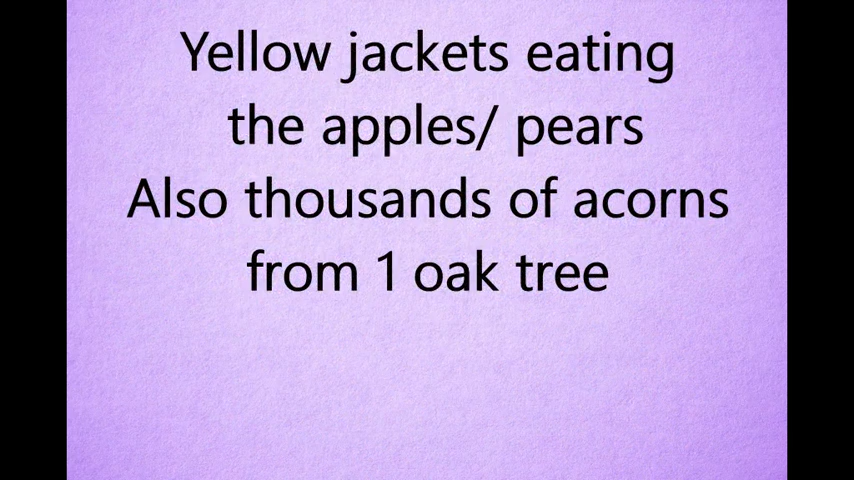 Yellow jackets eating
the apples/ pears
Also thousands of acorns
from 1 oak tree